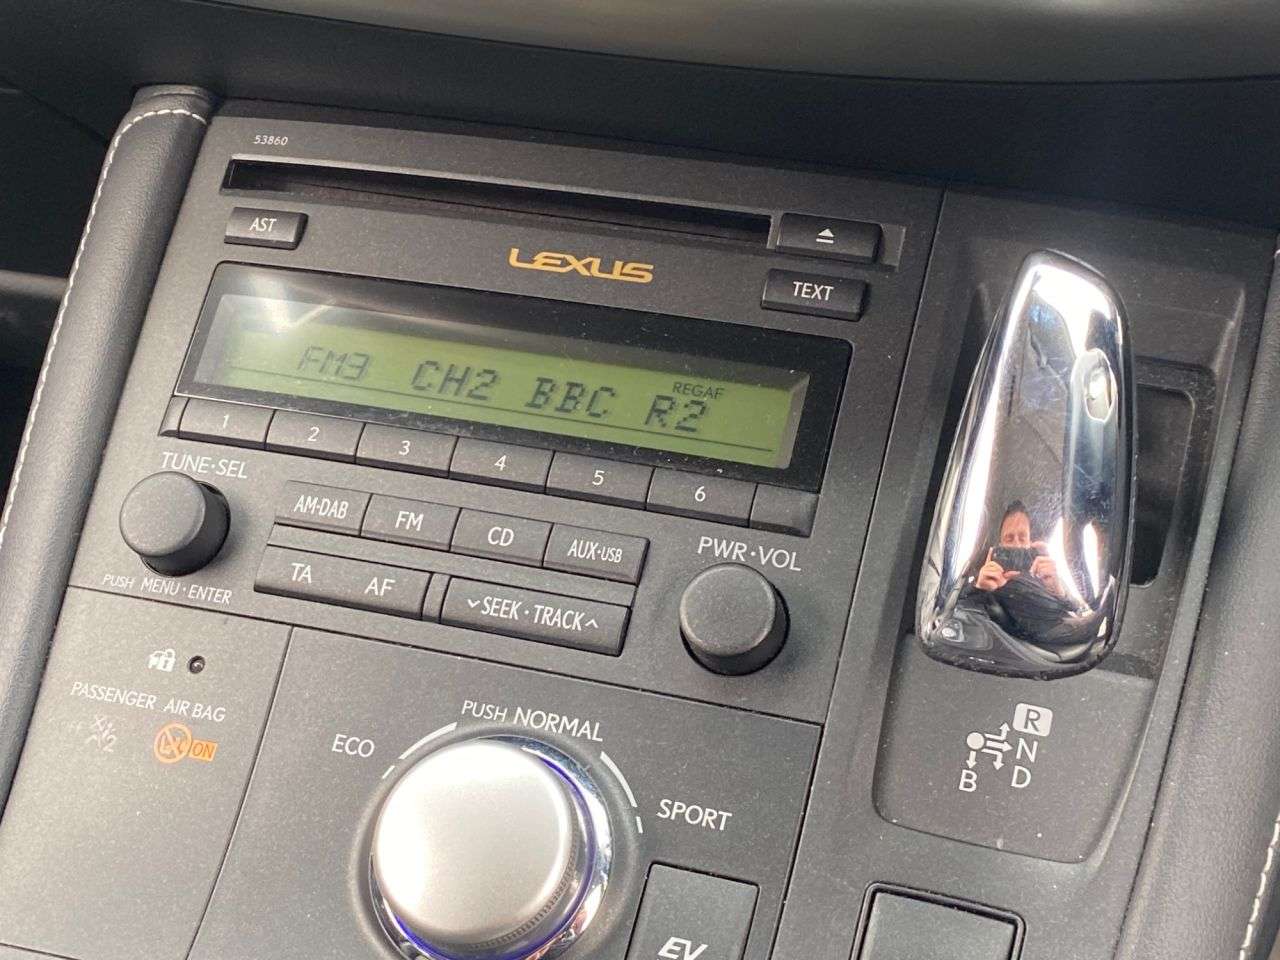 53860
AST
LEXUS
TEXT
REG AF
FM3 CH2 BBC R2
1 2 3 4 5 6
TUNE·SEL
AM·DAB FM CD AUX·USB
PWR·VOL
TA AF SEEK·TRACK
PUSH MENU·ENTER
PASSENGER AIR BAG
ON
PUSH NORMAL
ECO
SPORT
R
N
B D
EV